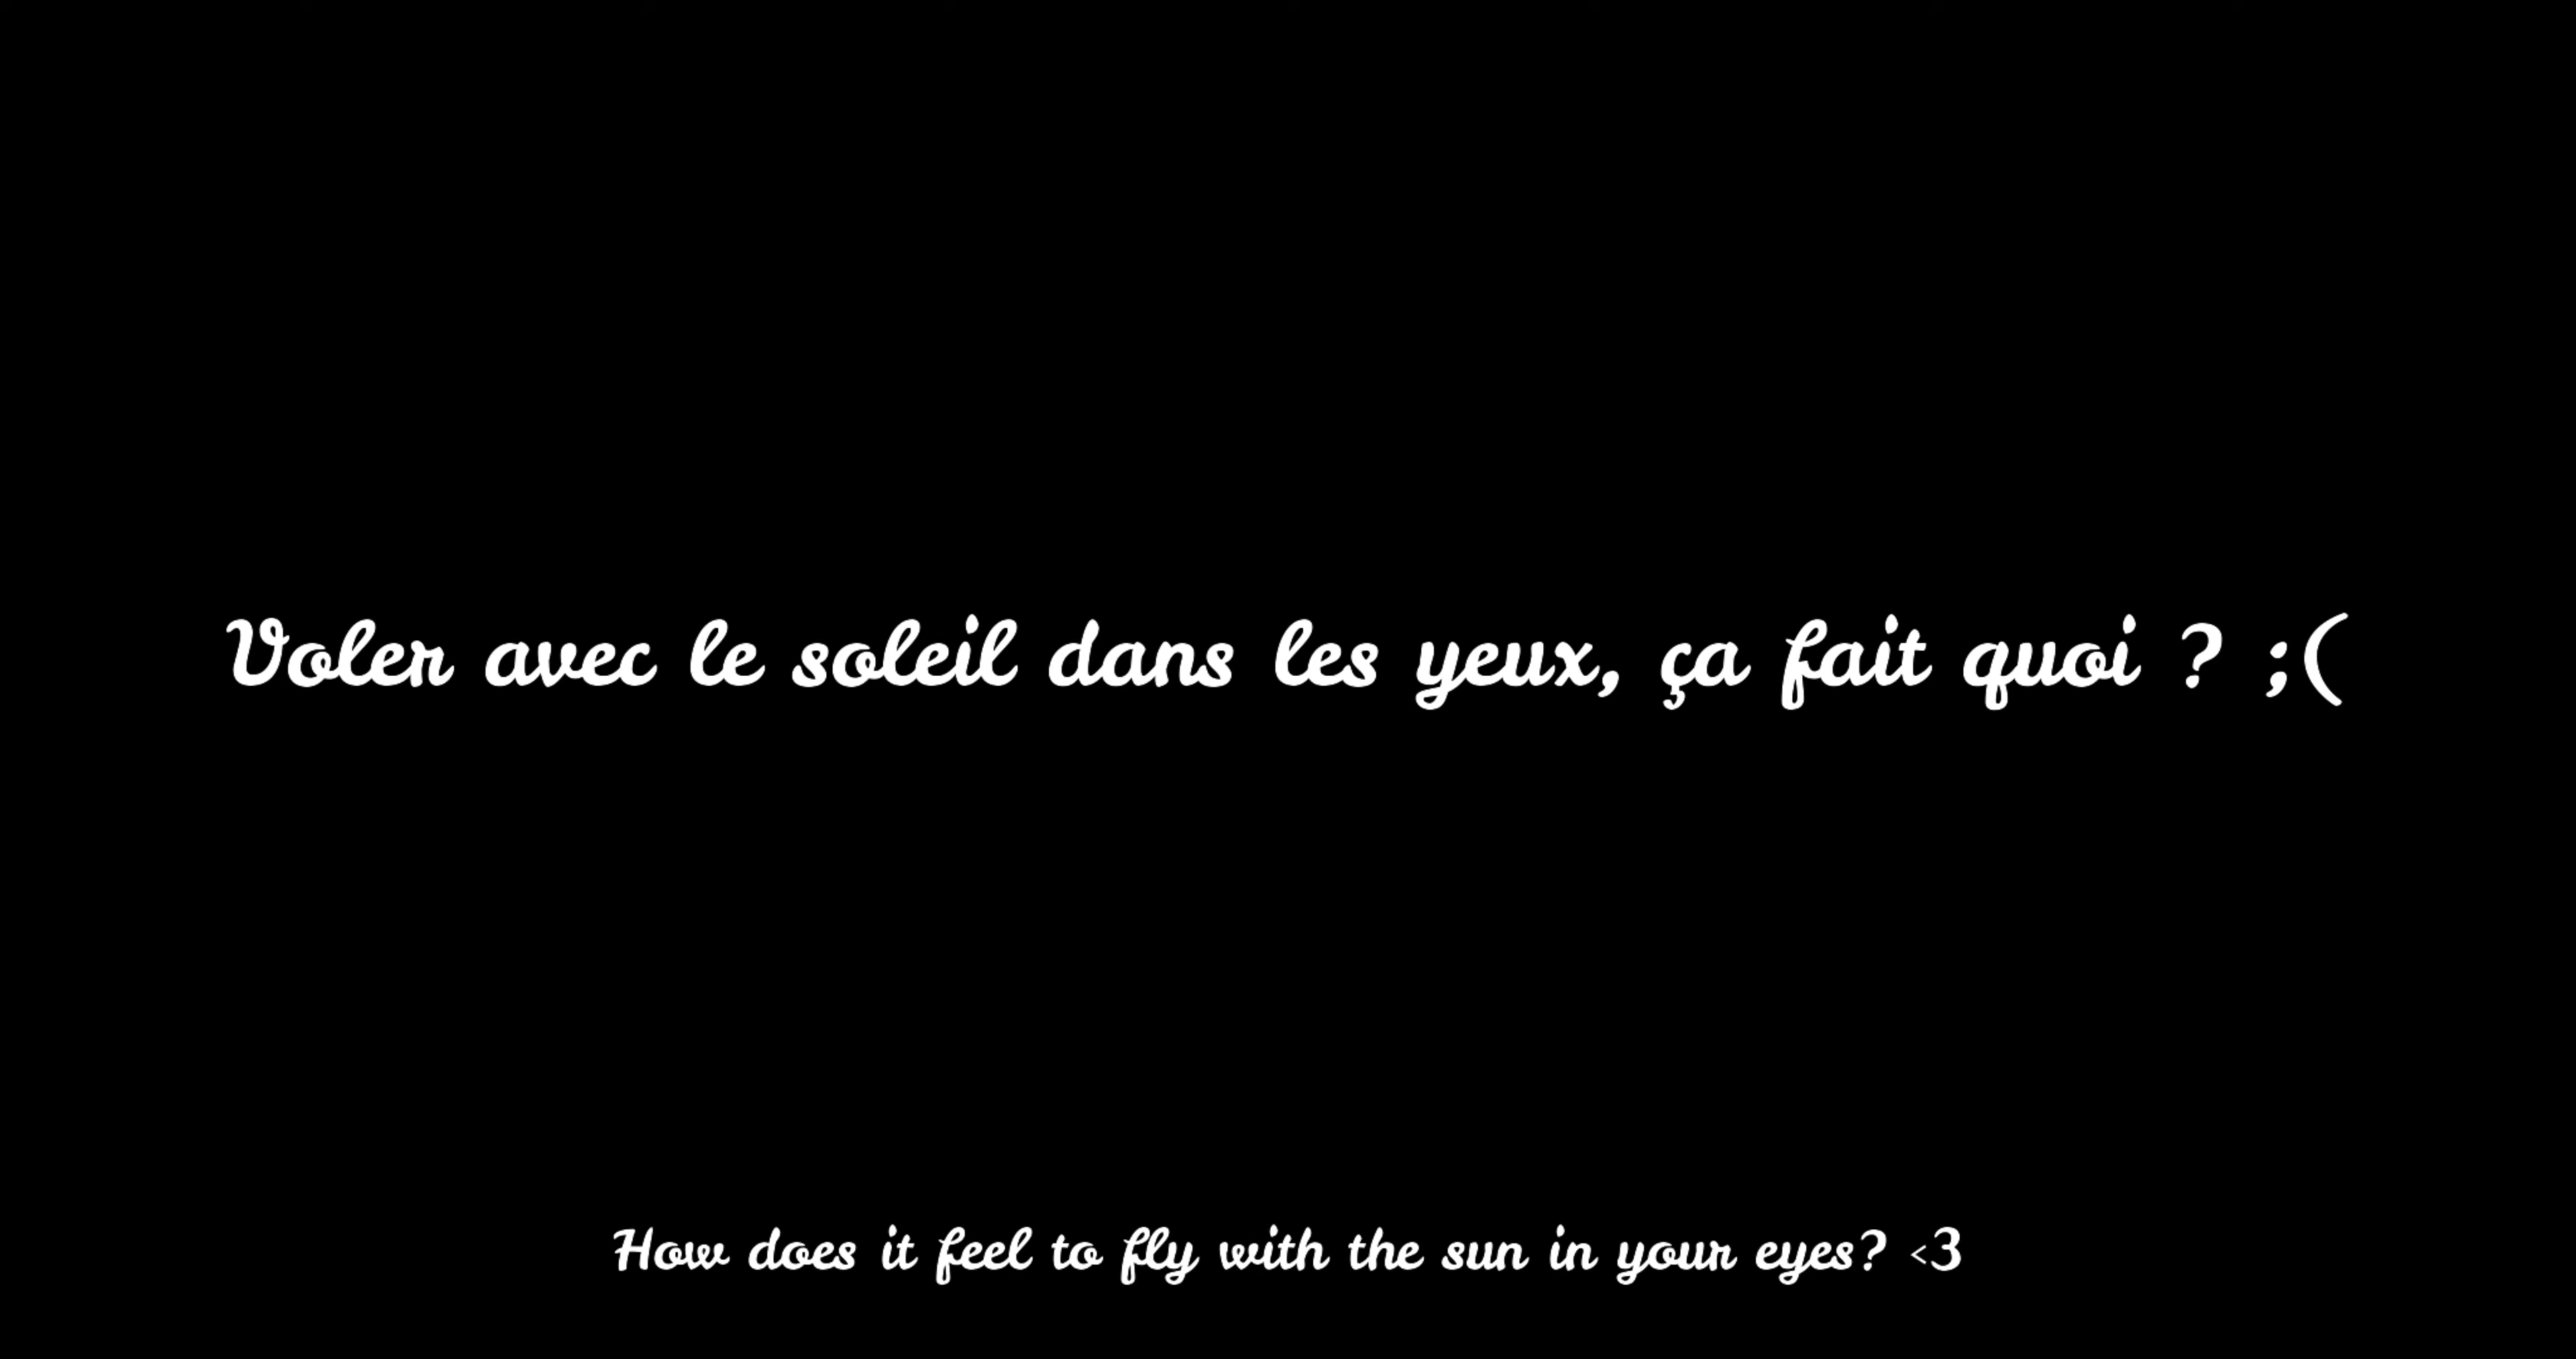 Voler avec le soleil dans les yeux, ça fait quoi ? ;(
How does it feel to fly with the sun in your eyes? <3